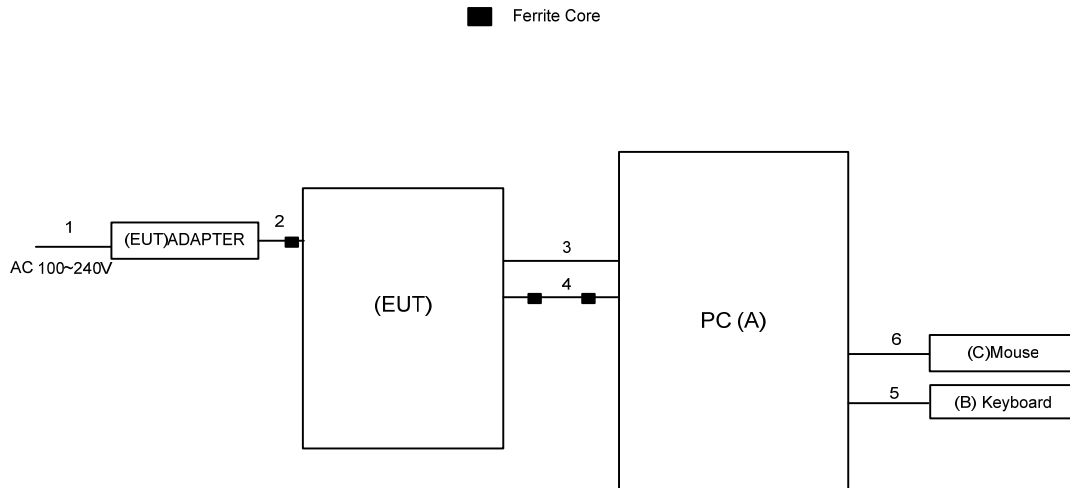 Ferrite Core
1
(EUT)ADAPTER
2
AC 100~240V
(EUT)
3
4
PC (A)
6
(C)Mouse
5
(B) Keyboard